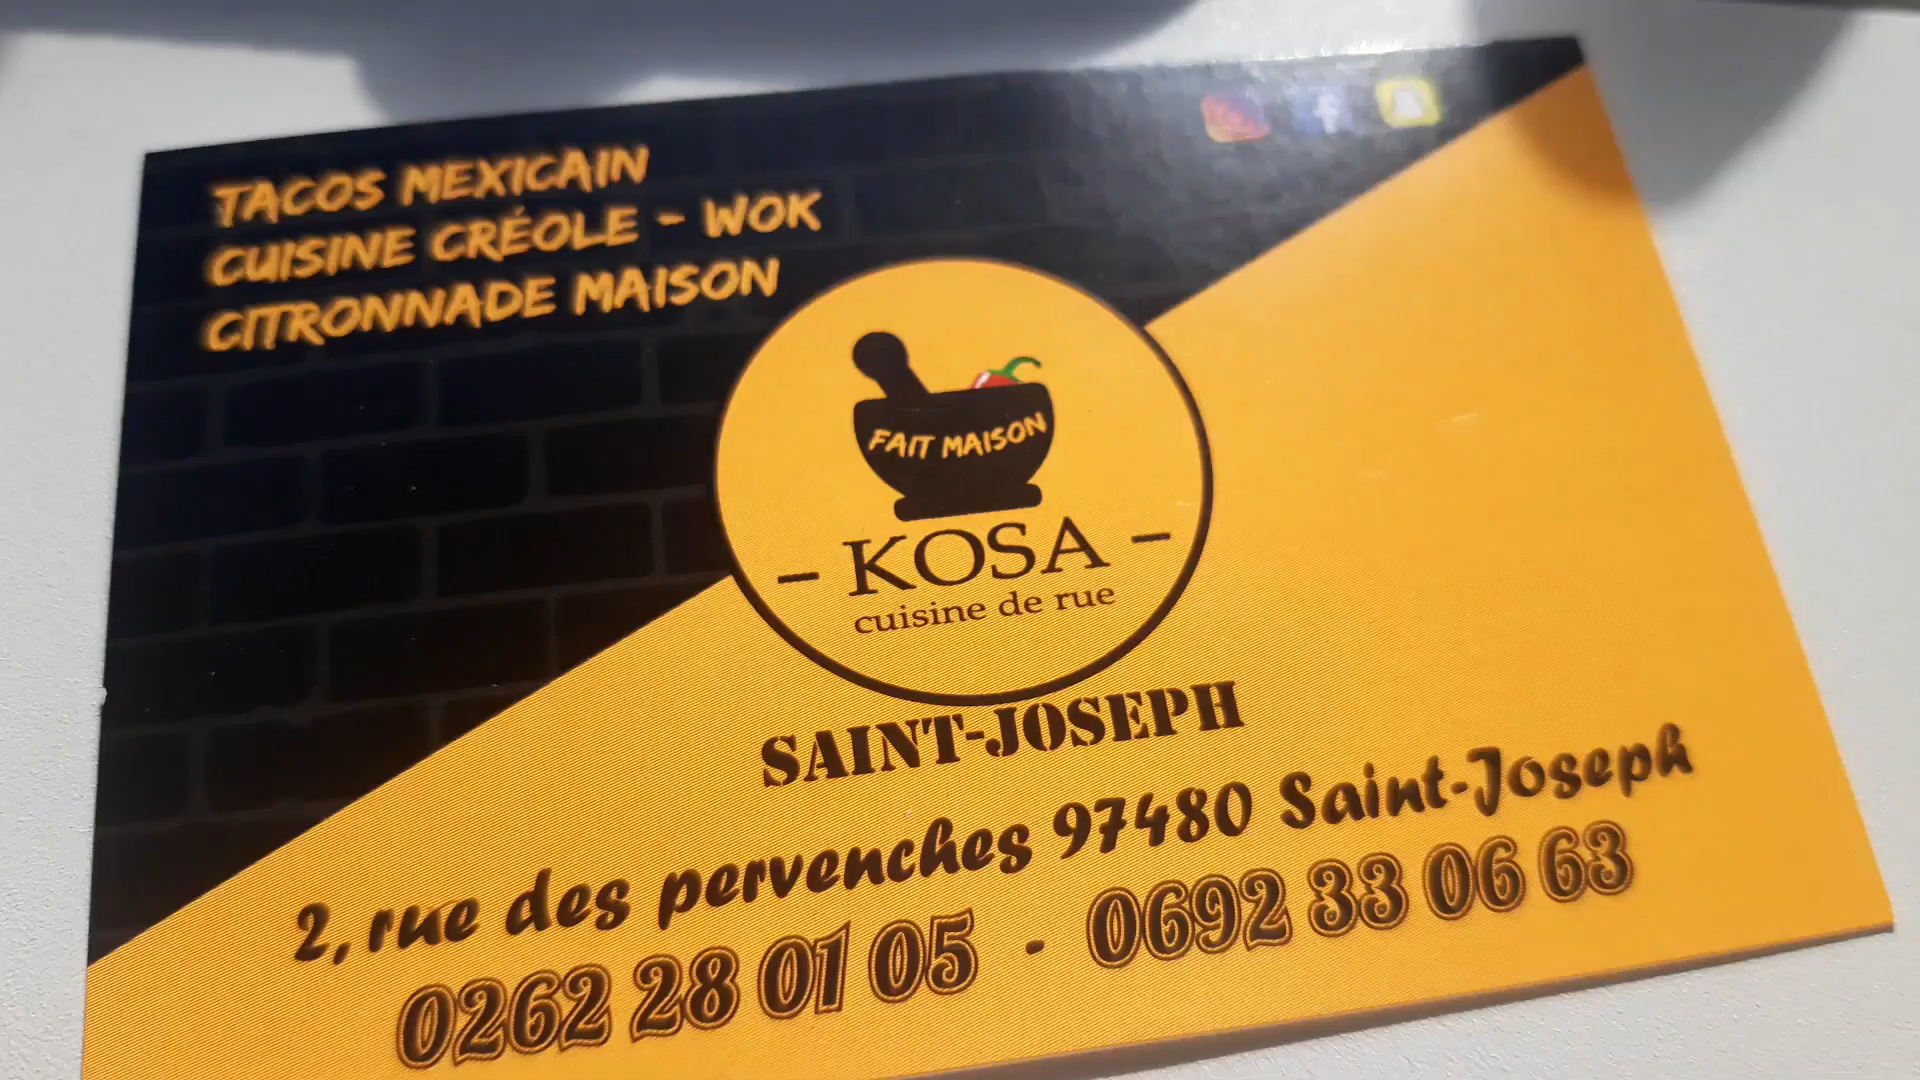 TACOS MEXICAIN
CUISINE CRÉOLE - WOK
CITRONNADE MAISON
FAIT MAISON
- KOSA -
cuisine de rue
SAINT-JOSEPH
2, rue des pervenches 97480 Saint-Joseph
0262 28 01 05 - 0692 33 06 63